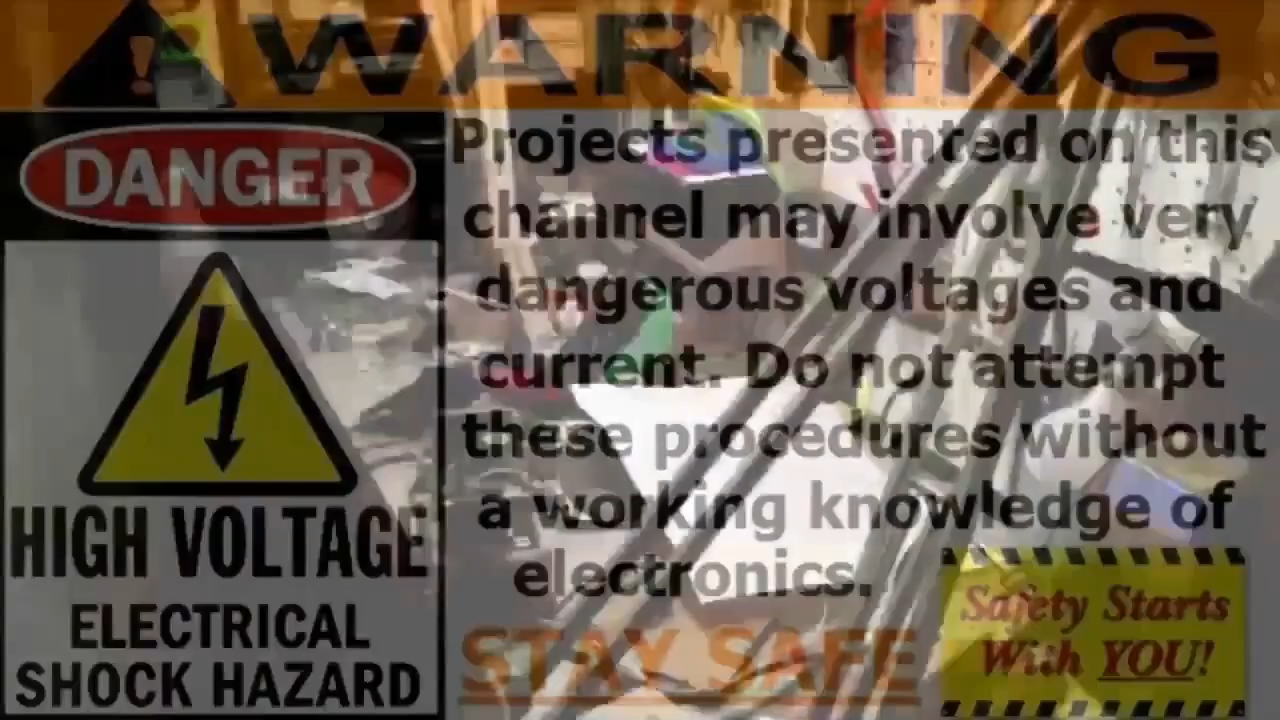 WARNING
DANGER
HIGH VOLTAGE
ELECTRICAL
SHOCK HAZARD
Projects presented on this
channel may involve very
dangerous voltages and
current. Do not attempt
these procedures without
a working knowledge of
electronics.
STAY SAFE
Safety Starts
With YOU!